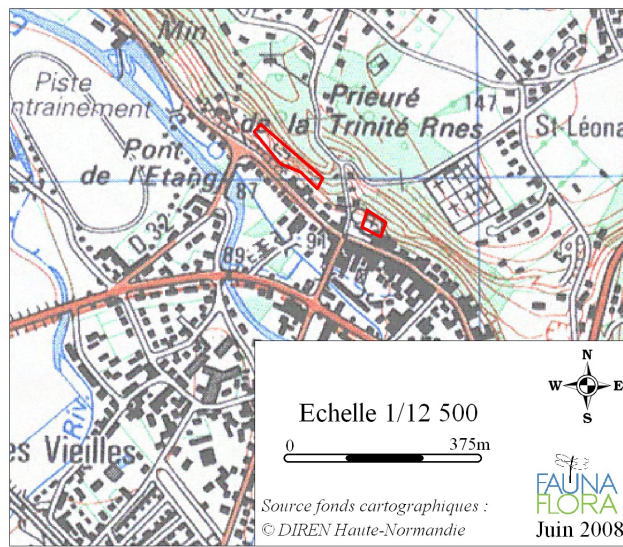 Min
Piste
ntrainement
Prieuré
147
de la Trinité Rnes
St-Léona
Pont
de l'Etang
87
D.32
91
89
Riv.
es Vieilles
Echelle 1/12 500
0 375m
N
W E
S
Source fonds cartographiques :
© DIREN Haute-Normandie
FAUNA
FLORA
Juin 2008